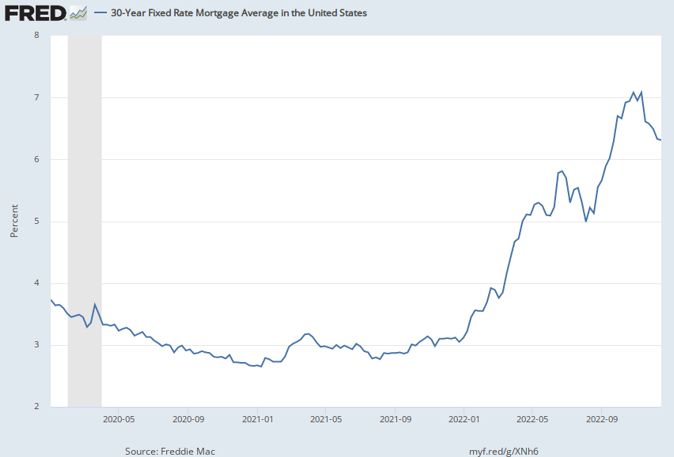 FRED
30-Year Fixed Rate Mortgage Average in the United States
8
7
6
5
4
3
2
Percent
2020-05 2020-09 2021-01 2021-05 2021-09 2022-01 2022-05 2022-09
Source: Freddie Mac myf.red/g/XNh6